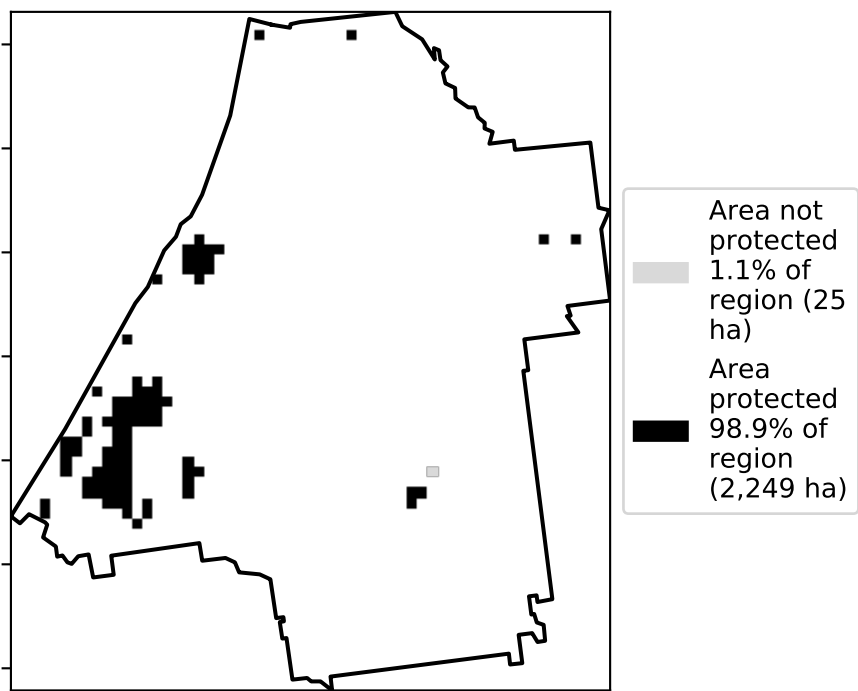 Area not
protected
1.1% of
region (25
ha)
Area
protected
98.9% of
region
(2,249 ha)